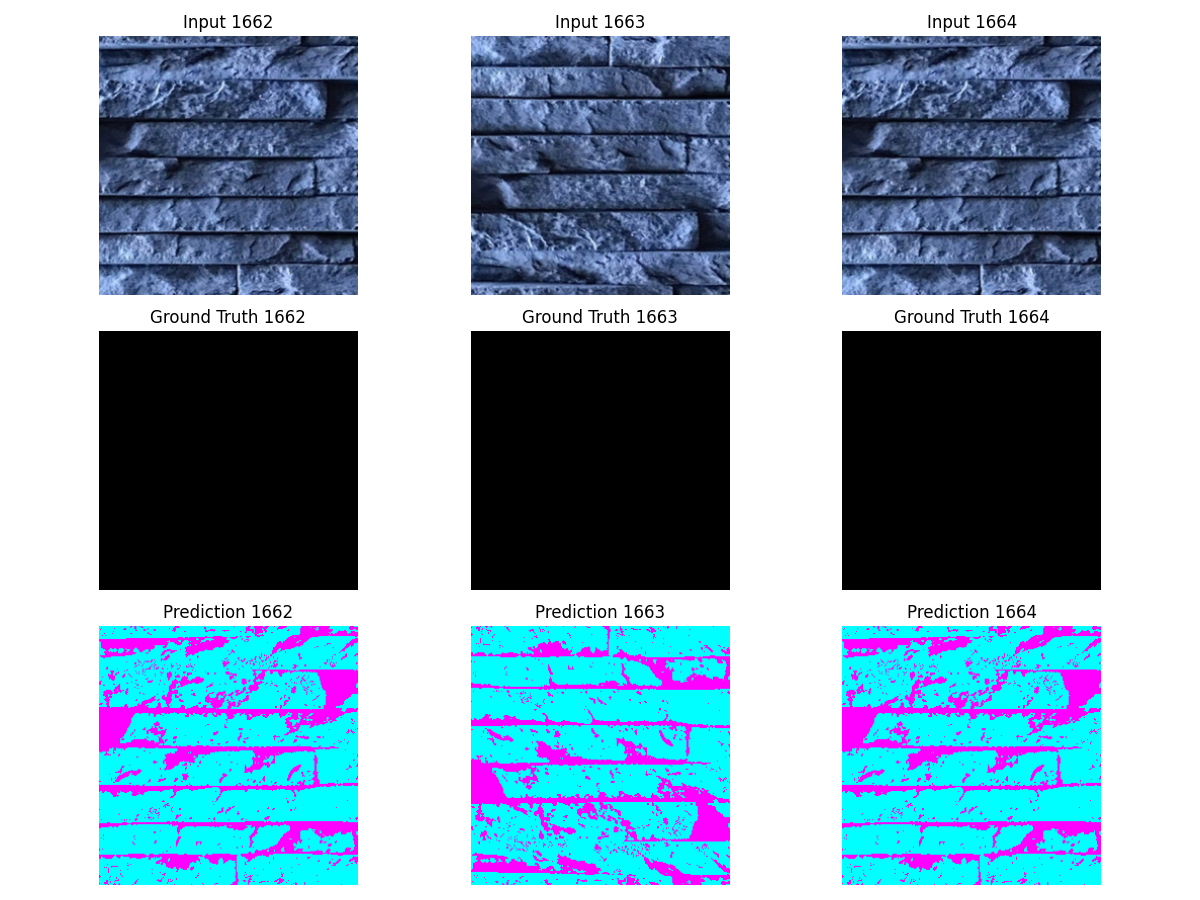 Input 1662
Input 1663
Input 1664
Ground Truth 1662
Ground Truth 1663
Ground Truth 1664
Prediction 1662
Prediction 1663
Prediction 1664